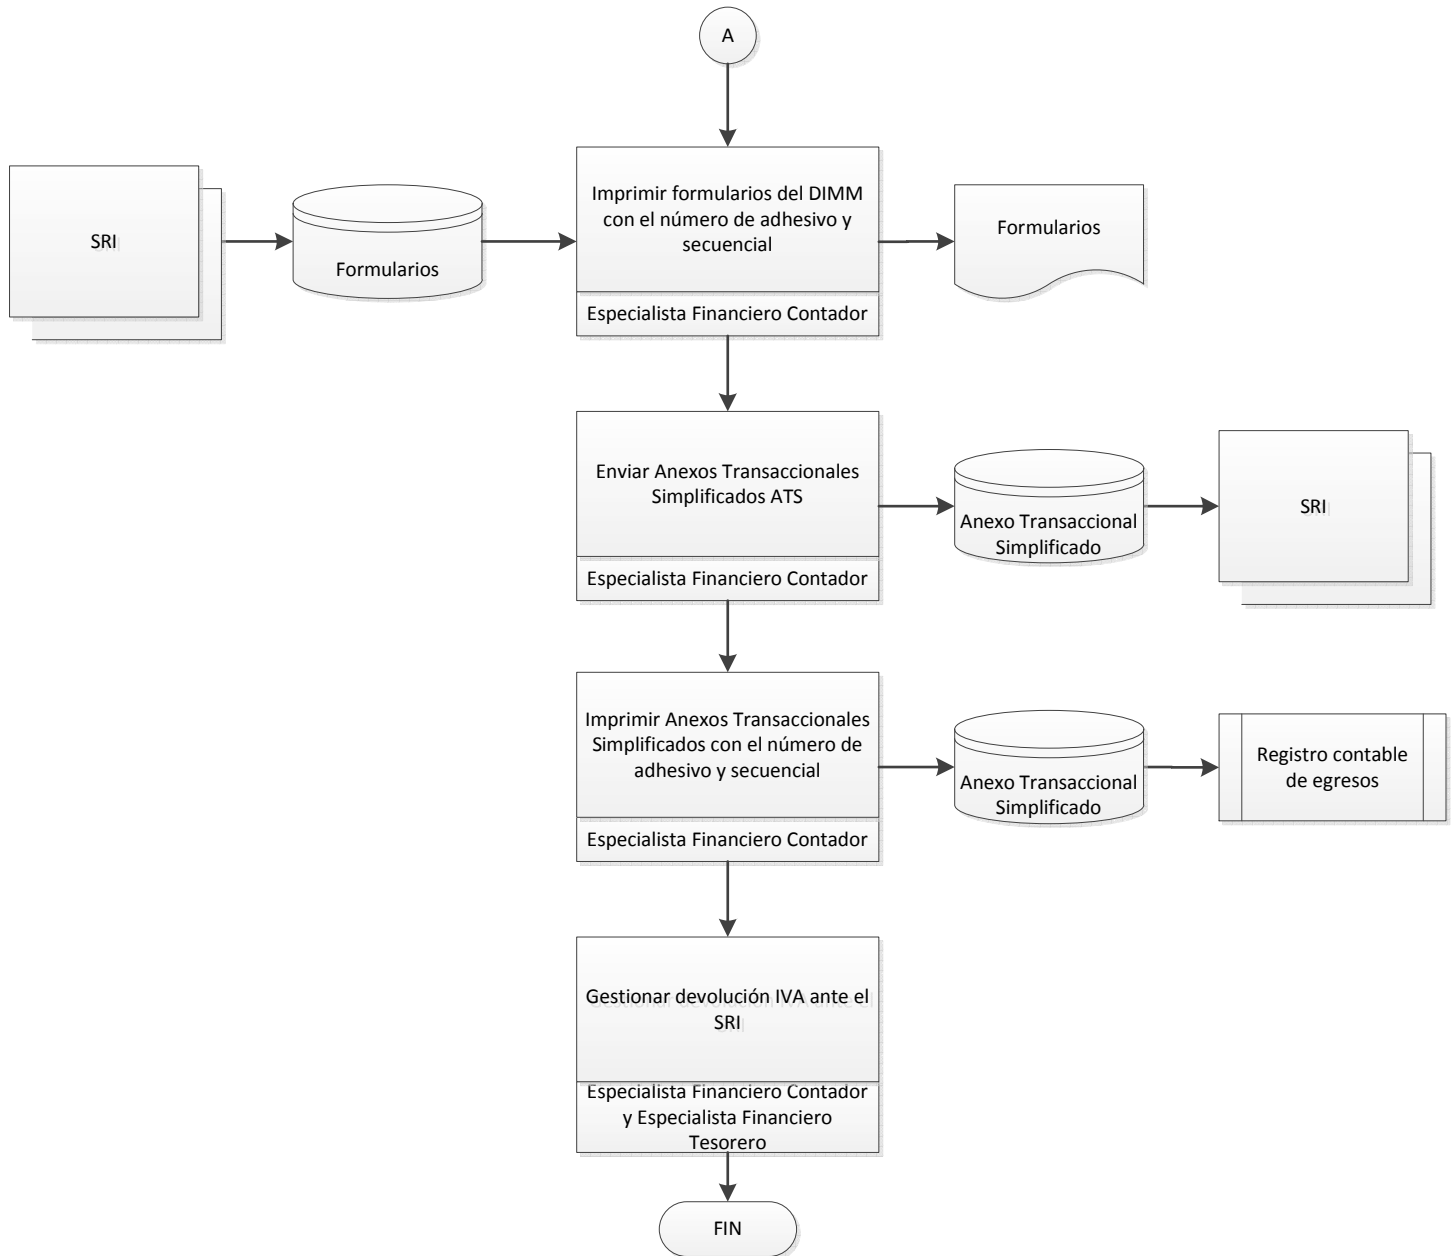 A
SRI
Formularios
Imprimir formularios del DIMM
con el número de adhesivo y
secuencial
Especialista Financiero Contador
Formularios
Enviar Anexos Transaccionales
Simplificados ATS
Especialista Financiero Contador
Anexo Transaccional
Simplificado
SRI
Imprimir Anexos Transaccionales
Simplificados con el número de
adhesivo y secuencial
Especialista Financiero Contador
Anexo Transaccional
Simplificado
Registro contable
de egresos
Gestionar devolución IVA ante el
SRI
Especialista Financiero Contador
y Especialista Financiero
Tesorero
FIN